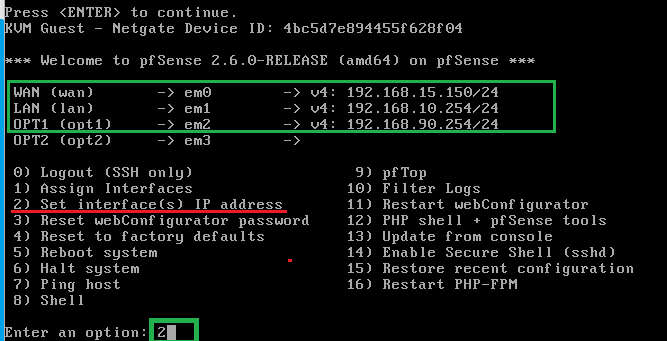 Press <ENTER> to continue.
KVM Guest - Netgate Device ID: 4bc5d7e894455f628f04
*** Welcome to pfSense 2.6.0-RELEASE (amd64) on pfSense ***
WAN (wan) -> em0 -> v4: 192.168.15.150/24
LAN (lan) -> em1 -> v4: 192.168.10.254/24
OPT1 (opt1) -> em2 -> v4: 192.168.90.254/24
OPT2 (opt2) -> em3 ->
0) Logout (SSH only) 9) pfTop
1) Assign Interfaces 10) Filter Logs
2) Set interface(s) IP address 11) Restart webConfigurator
3) Reset webConfigurator password 12) PHP shell + pfSense tools
4) Reset to factory defaults 13) Update from console
5) Reboot system 14) Enable Secure Shell (sshd)
6) Halt system 15) Restore recent configuration
7) Ping host 16) Restart PHP-FPM
8) Shell
Enter an option: 2